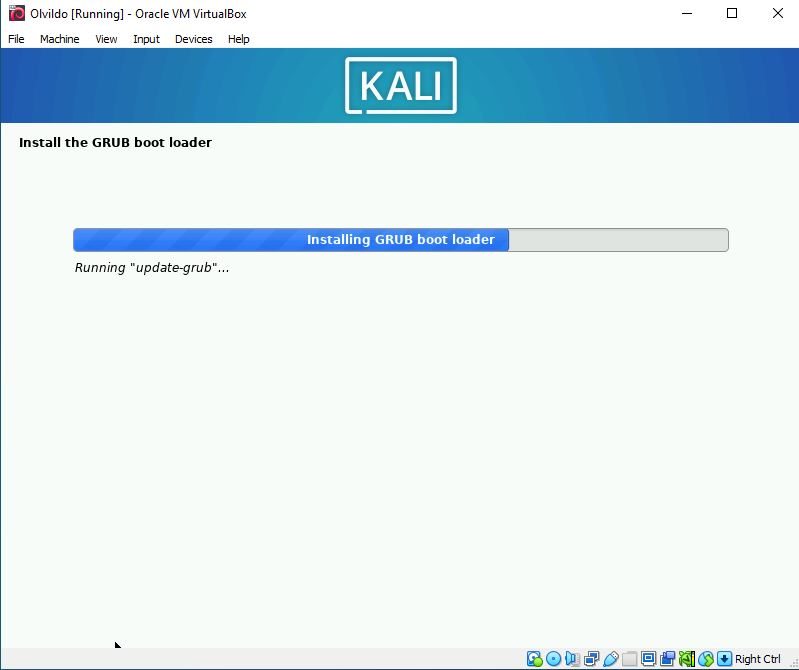 Olvildo [Running] - Oracle VM VirtualBox
File Machine View Input Devices Help
KALI
Install the GRUB boot loader
Installing GRUB boot loader
Running "update-grub"...
Right Ctrl